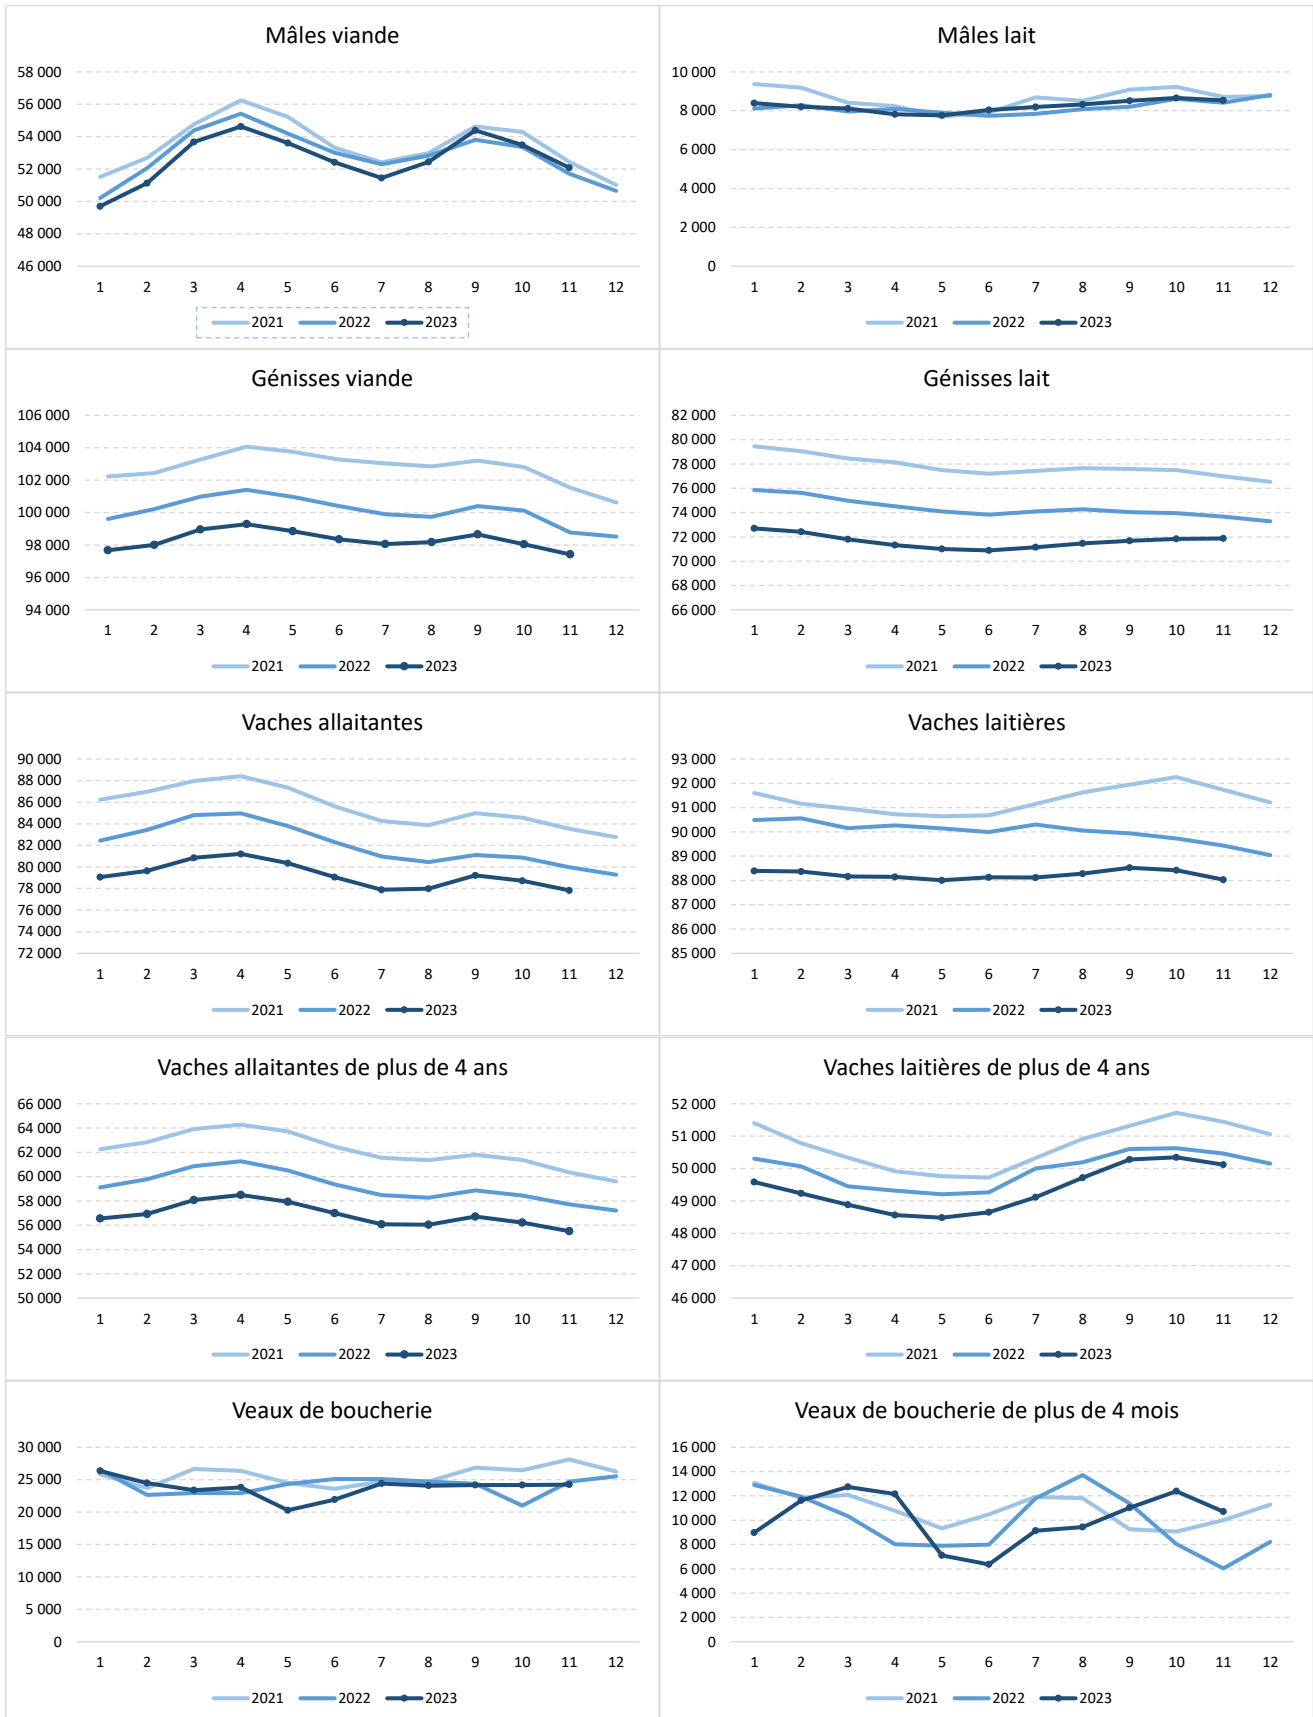 Mâles viande
58 000
56 000
54 000
52 000
50 000
48 000
46 000
1 2 3 4 5 6 7 8 9 10 11 12
2021 2022 2023
Mâles lait
10 000
8 000
6 000
4 000
2 000
0
1 2 3 4 5 6 7 8 9 10 11 12
2021 2022 2023
Génisses viande
106 000
104 000
102 000
100 000
98 000
96 000
94 000
1 2 3 4 5 6 7 8 9 10 11 12
2021 2022 2023
Génisses lait
82 000
80 000
78 000
76 000
74 000
72 000
70 000
68 000
66 000
1 2 3 4 5 6 7 8 9 10 11 12
2021 2022 2023
Vaches allaitantes
90 000
88 000
86 000
84 000
82 000
80 000
78 000
76 000
74 000
72 000
1 2 3 4 5 6 7 8 9 10 11 12
2021 2022 2023
Vaches laitières
93 000
92 000
91 000
90 000
89 000
88 000
87 000
86 000
85 000
1 2 3 4 5 6 7 8 9 10 11 12
2021 2022 2023
Vaches allaitantes de plus de 4 ans
66 000
64 000
62 000
60 000
58 000
56 000
54 000
52 000
50 000
1 2 3 4 5 6 7 8 9 10 11 12
2021 2022 2023
Vaches laitières de plus de 4 ans
52 000
51 000
50 000
49 000
48 000
47 000
46 000
1 2 3 4 5 6 7 8 9 10 11 12
2021 2022 2023
Veaux de boucherie
30 000
25 000
20 000
15 000
10 000
5 000
0
1 2 3 4 5 6 7 8 9 10 11 12
2021 2022 2023
Veaux de boucherie de plus de 4 mois
16 000
14 000
12 000
10 000
8 000
6 000
4 000
2 000
0
1 2 3 4 5 6 7 8 9 10 11 12
2021 2022 2023